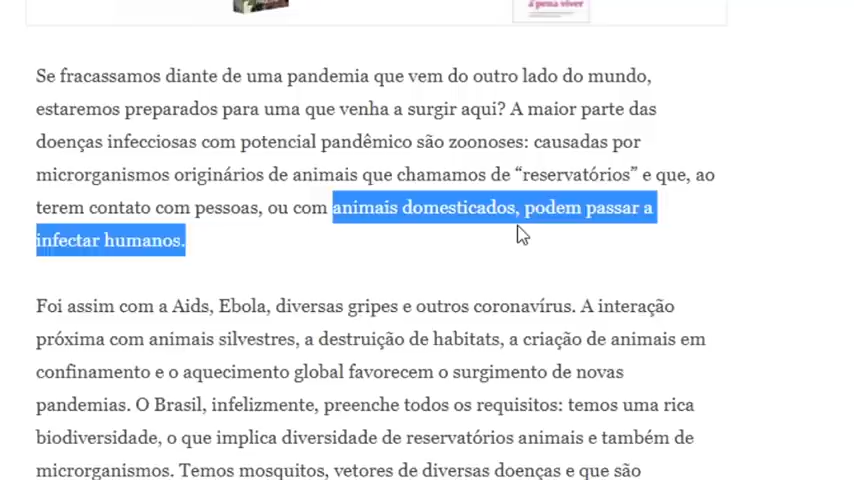 à pena viver
Se fracassamos diante de uma pandemia que vem do outro lado do mundo,
estaremos preparados para uma que venha a surgir aqui? A maior parte das
doenças infecciosas com potencial pandêmico são zoonoses: causadas por
microrganismos originários de animais que chamamos de “reservatórios” e que, ao
terem contato com pessoas, ou com animais domesticados, podem passar a
infectar humanos.
Foi assim com a Aids, Ebola, diversas gripes e outros coronavírus. A interação
próxima com animais silvestres, a destruição de habitats, a criação de animais em
confinamento e o aquecimento global favorecem o surgimento de novas
pandemias. O Brasil, infelizmente, preenche todos os requisitos: temos uma rica
biodiversidade, o que implica diversidade de reservatórios animais e também de
microrganismos. Temos mosquitos, vetores de diversas doenças e que são